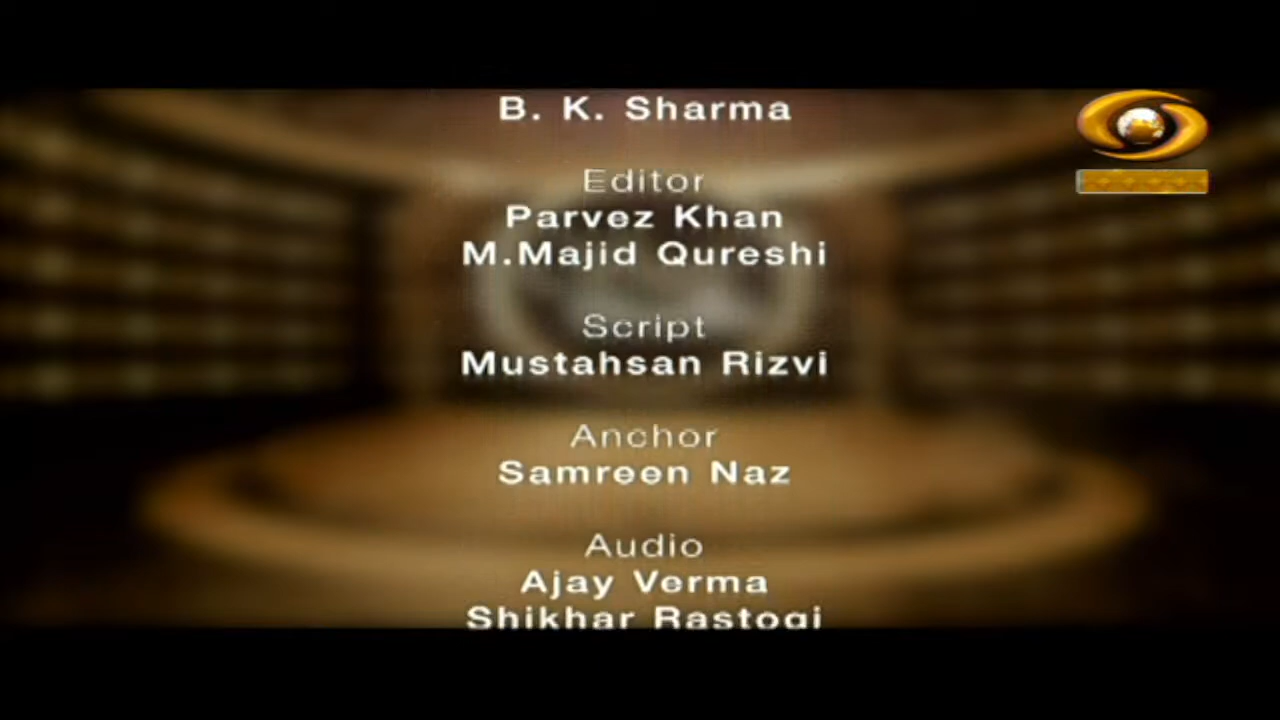 B. K. Sharma
Editor
Parvez Khan
M.Majid Qureshi
Script
Mustahsan Rizvi
Anchor
Samreen Naz
Audio
Ajay Verma
Shikhar Rastogi